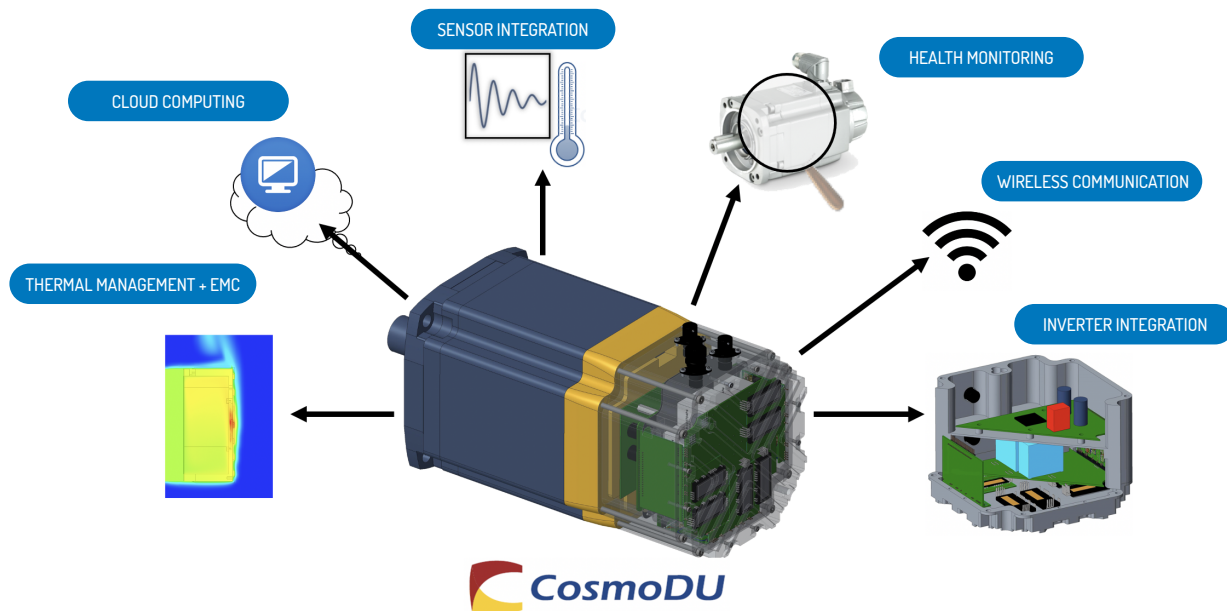 SENSOR INTEGRATION
HEALTH MONITORING
CLOUD COMPUTING
WIRELESS COMMUNICATION
THERMAL MANAGEMENT + EMC
INVERTER INTEGRATION
CosmoDU